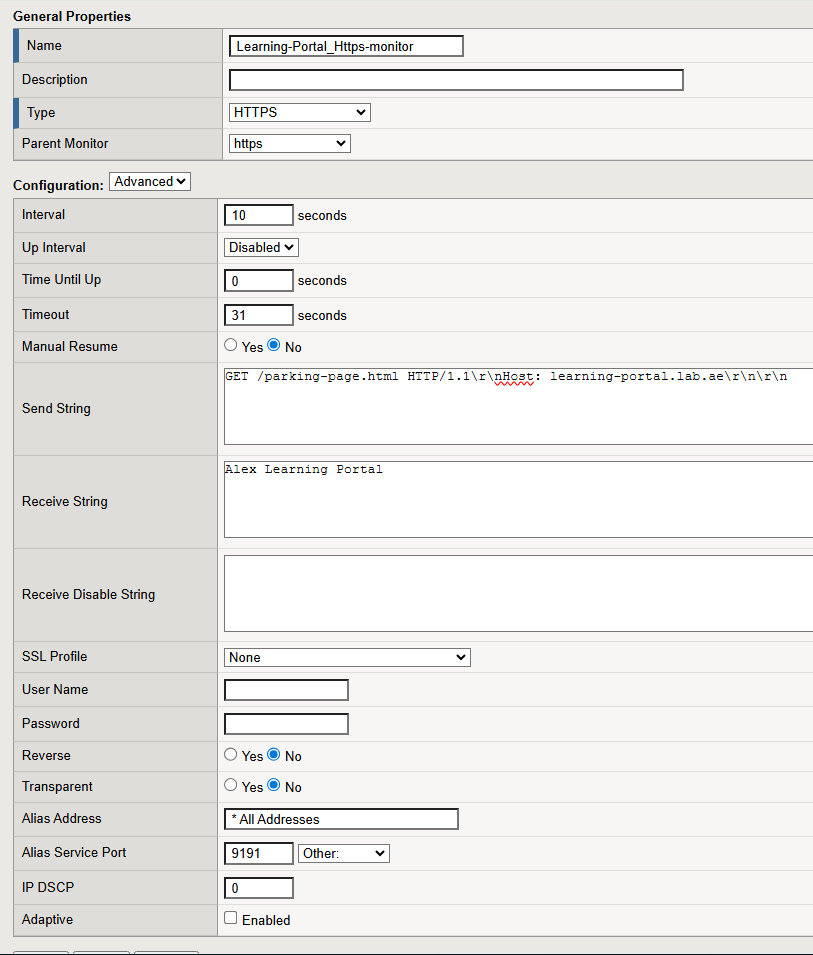 General Properties
Name Learning-Portal_Https-monitor
Description
Type HTTPS
Parent Monitor https
Configuration: Advanced
Interval 10 seconds
Up Interval Disabled
Time Until Up 0 seconds
Timeout 31 seconds
Manual Resume Yes No
Send String GET /parking-page.html HTTP/1.1\r\nHost: learning-portal.lab.ae\r\n\r\n
Receive String Alex Learning Portal
Receive Disable String
SSL Profile None
User Name
Password
Reverse Yes No
Transparent Yes No
Alias Address * All Addresses
Alias Service Port 9191 Other:
IP DSCP 0
Adaptive Enabled